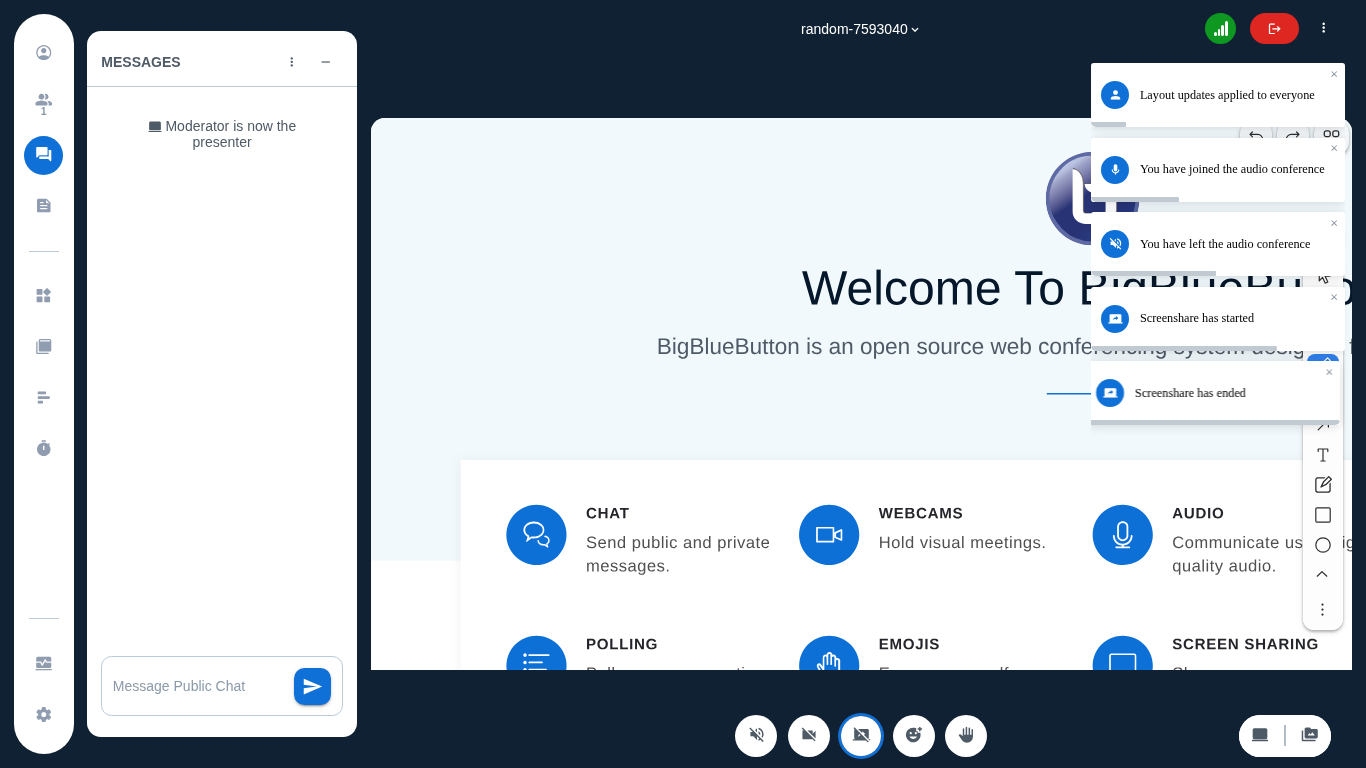 random-7593040
1
MESSAGES
Moderator is now the
presenter
Message Public Chat
Layout updates applied to everyone
You have joined the audio conference
You have left the audio conference
Screenshare has started
Screenshare has ended
Welcome To
BigBlueButton is an open source web conferencing system
CHAT
Send public and private
messages.
WEBCAMS
Hold visual meetings.
AUDIO
Communicate
quality audio.
POLLING
EMOJIS
SCREEN SHARING